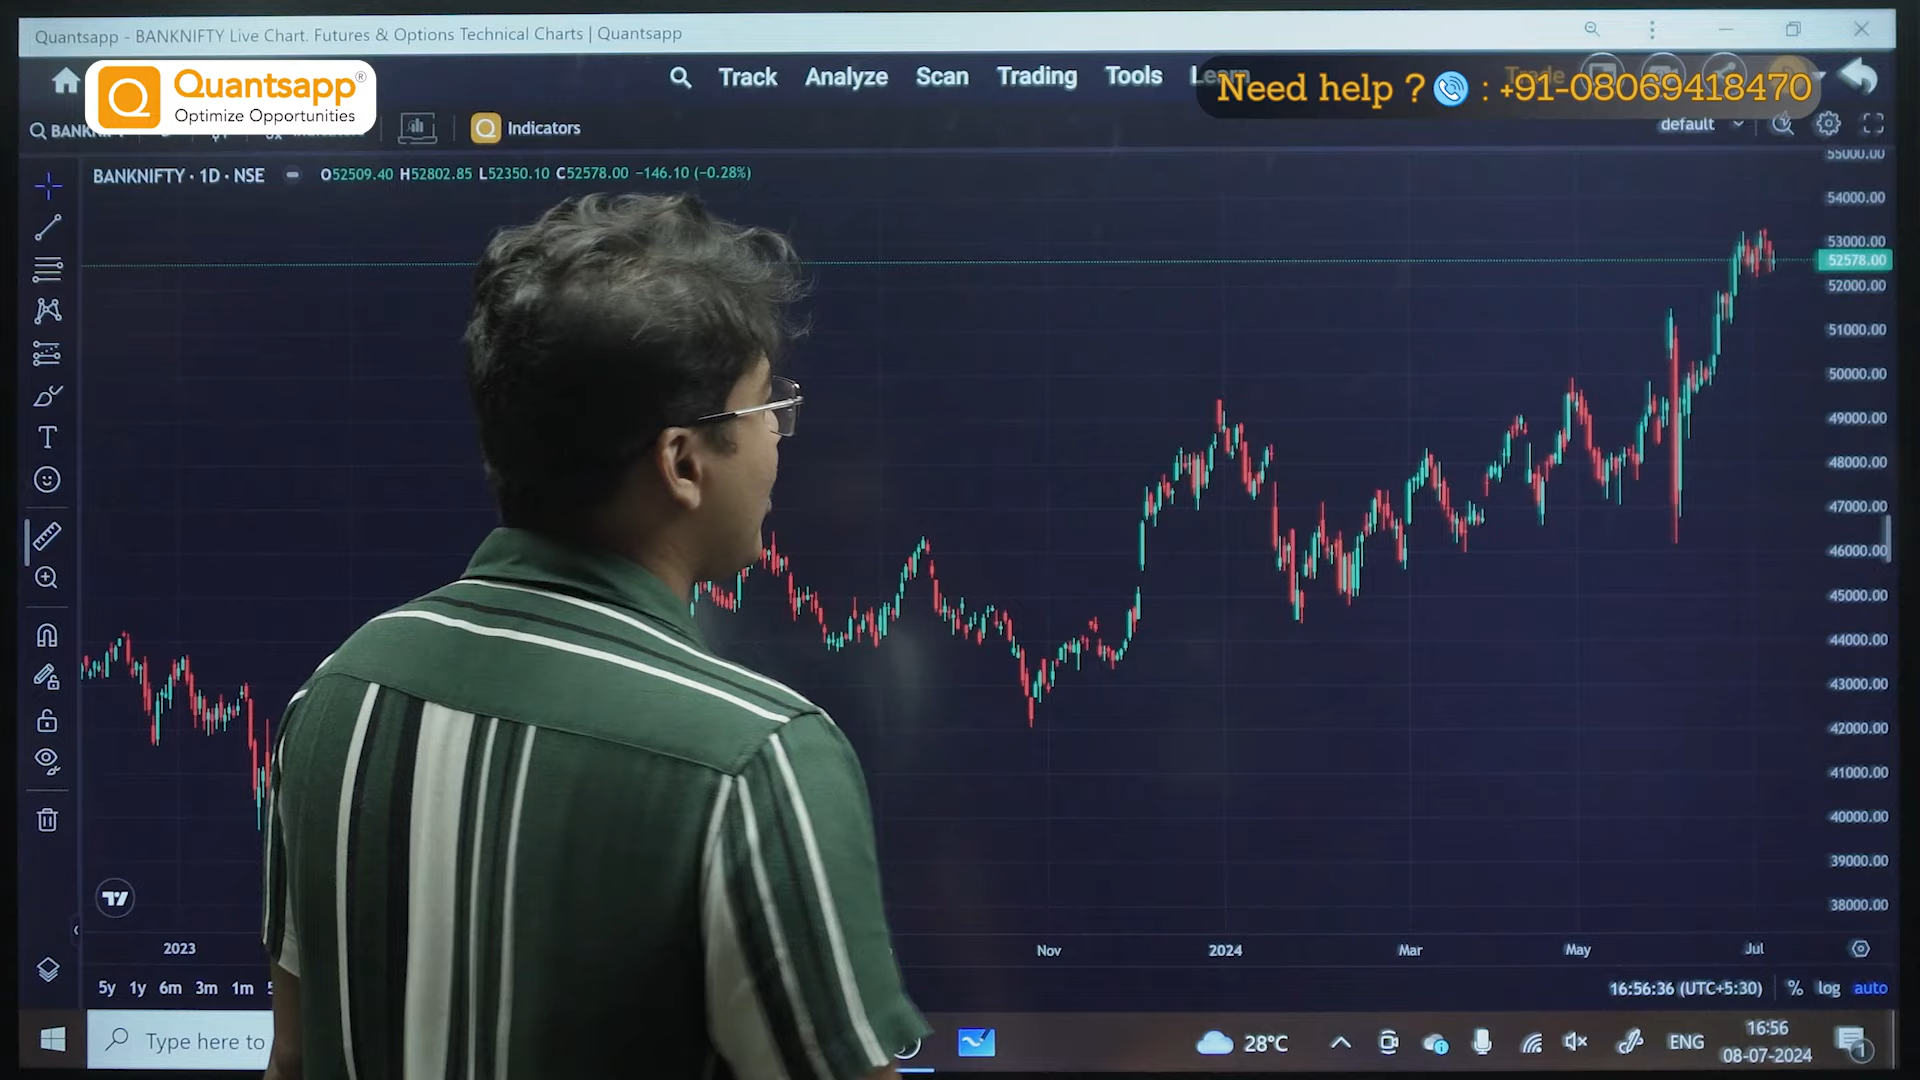 Quantsapp - BANKNIFTY Live Chart. Futures & Options Technical Charts | Quantsapp
Quantsapp®
Optimize Opportunities
Track Analyze Scan Trading Tools Learn Trade
Need help ? : +91-08069418470
BANKNIFTY
Indicators
Indicators
default
BANKNIFTY · 1D · NSE O52509.40 H52802.85 L52350.10 C52578.00 −146.10 (−0.28%)
55000.00
54000.00
53000.00
52578.00
52000.00
51000.00
50000.00
49000.00
48000.00
47000.00
46000.00
45000.00
44000.00
43000.00
42000.00
41000.00
40000.00
39000.00
38000.00
2023 Nov 2024 Mar May Jul
5y 1y 6m 3m 1m
16:56:36 (UTC+5:30) % log auto
Type here to
28°C
ENG
16:56
08-07-2024
1